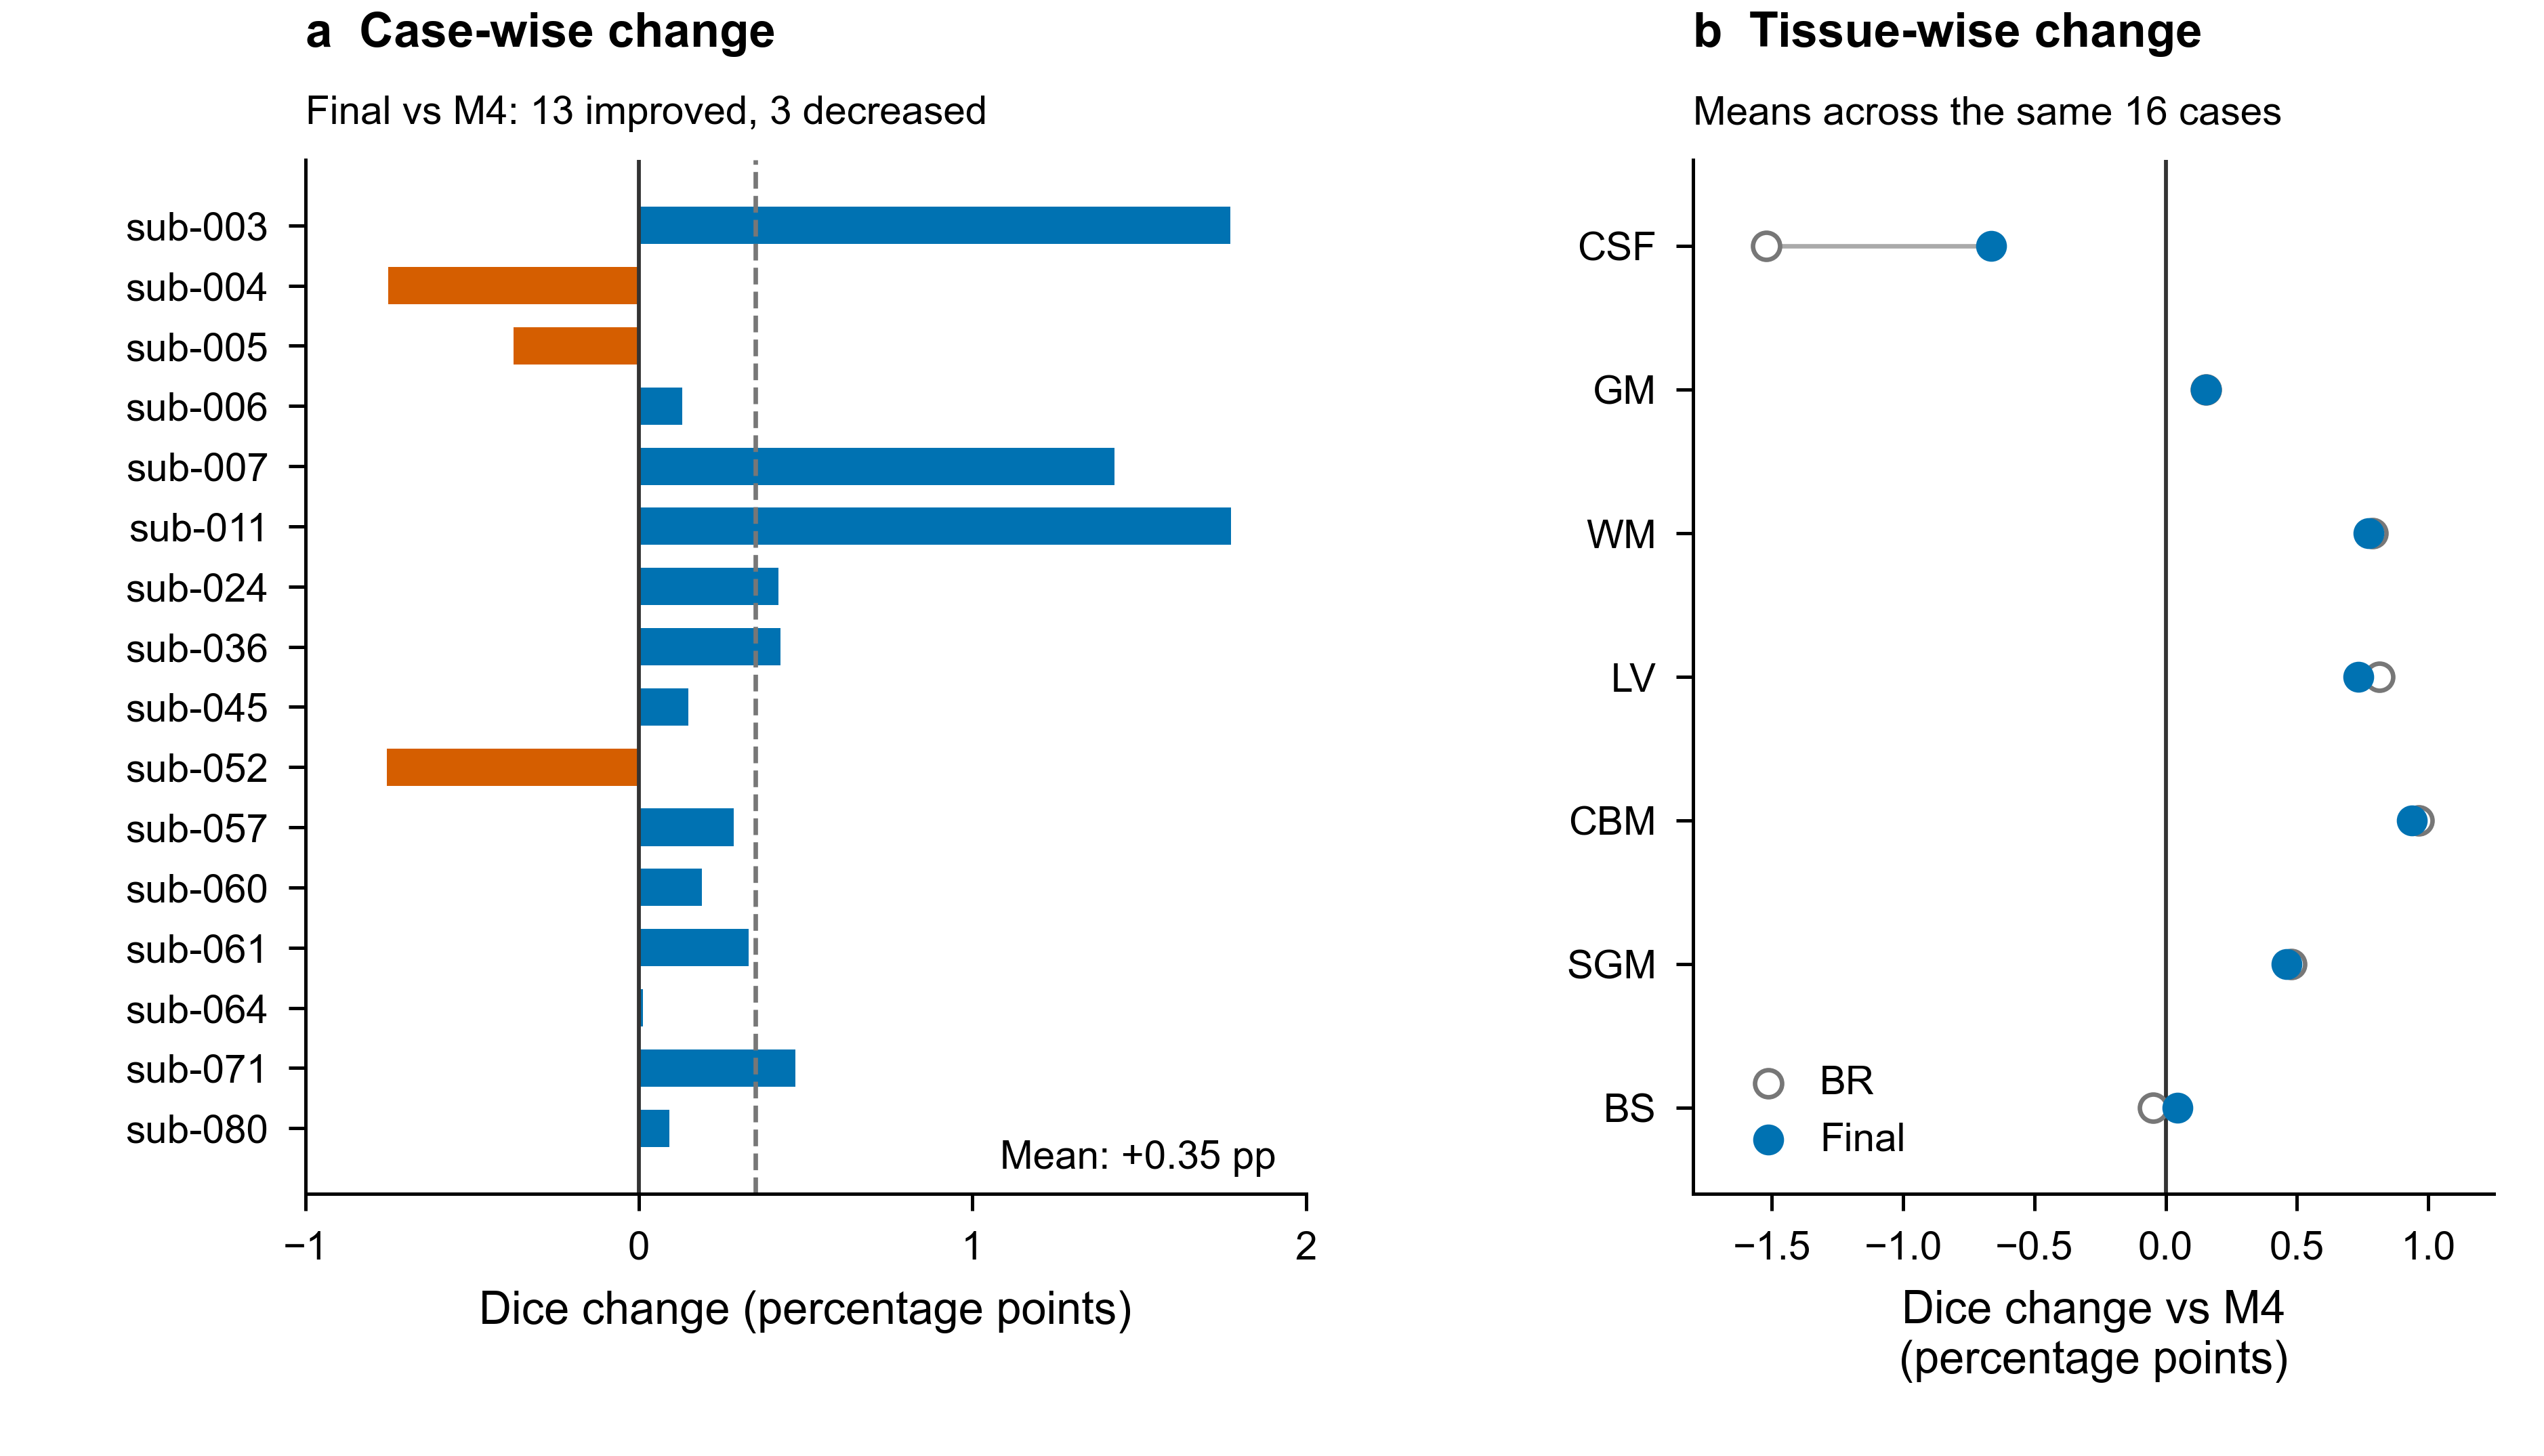 a  Case-wise change
Final vs M4: 13 improved, 3 decreased
sub-003
sub-004
sub-005
sub-006
sub-007
sub-011
sub-024
sub-036
sub-045
sub-052
sub-057
sub-060
sub-061
sub-064
sub-071
sub-080
Mean: +0.35 pp
−1 0 1 2
Dice change (percentage points)
b  Tissue-wise change
Means across the same 16 cases
CSF
GM
WM
LV
CBM
SGM
BS
BR
Final
−1.5 −1.0 −0.5 0.0 0.5 1.0
Dice change vs M4
(percentage points)